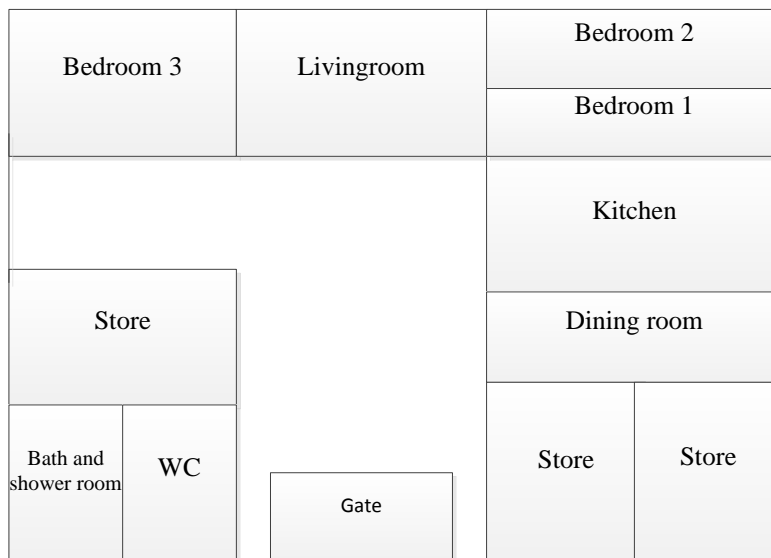 Bedroom 3
Livingroom
Bedroom 2
Bedroom 1
Kitchen
Store
Dining room
Bath and
shower room
WC
Store
Store
Gate